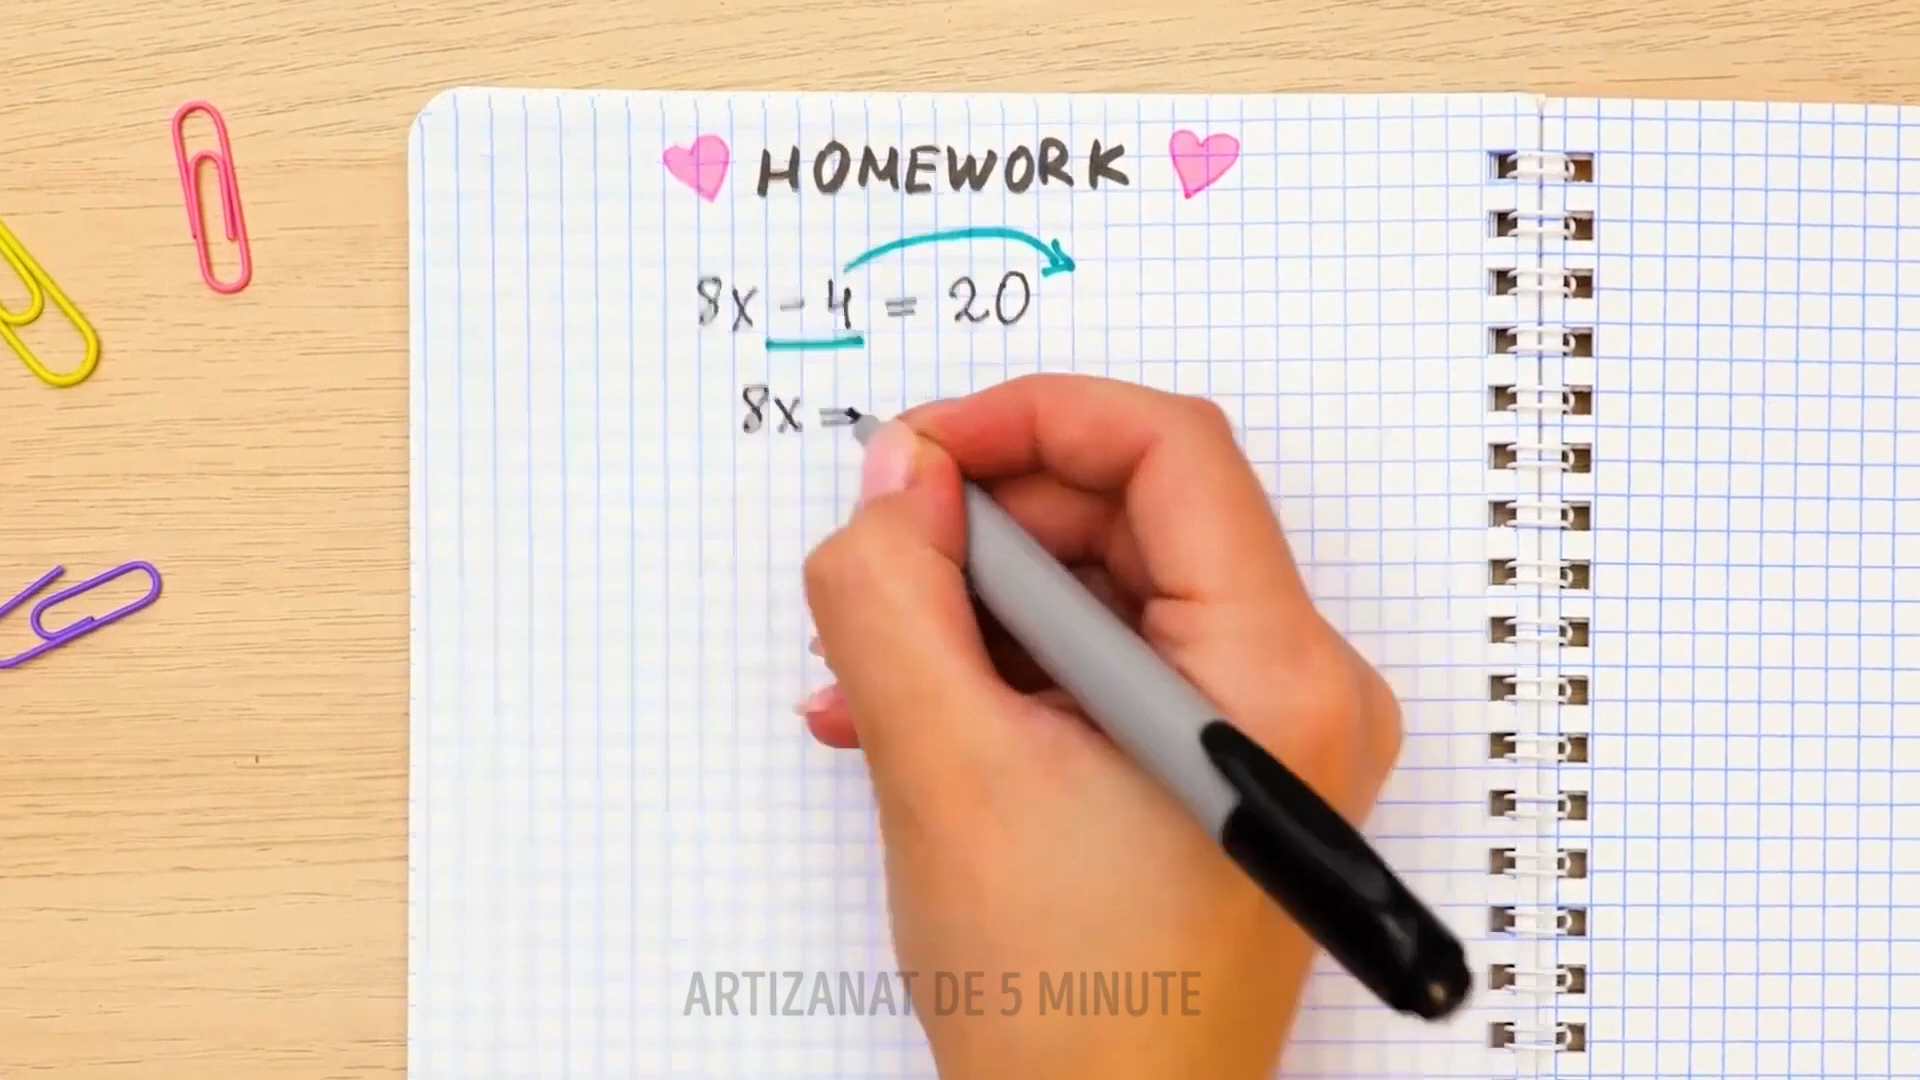 HOMEWORK
8x - 4 = 20
8x =
ARTIZANAT DE 5 MINUTE